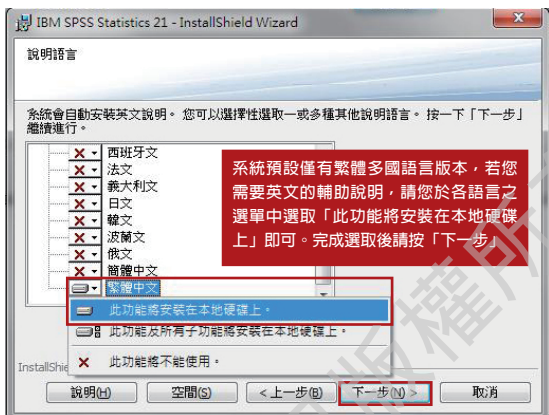 IBM SPSS Statistics 21 - InstallShield Wizard
說明語言
系統會自動安裝英文說明。 您可以選擇性選取一或多種其他說明語言。 按一下「下一步」
繼續進行。
西班牙文
法文
義大利文
日文
韓文
波蘭文
俄文
簡體中文
繁體中文
系統預設僅有繁體多國語言版本，若您
需要英文的輔助說明，請您於各語言之
選單中選取「此功能將安裝在本地硬碟
上」即可。完成選取後請按「下一步」
此功能將安裝在本地硬碟上。
此功能及所有子功能將安裝在本地硬碟上。
此功能將不能使用。
InstallShie
說明(H) 空間(S) <上一步(B) 下一步(N) > 取消